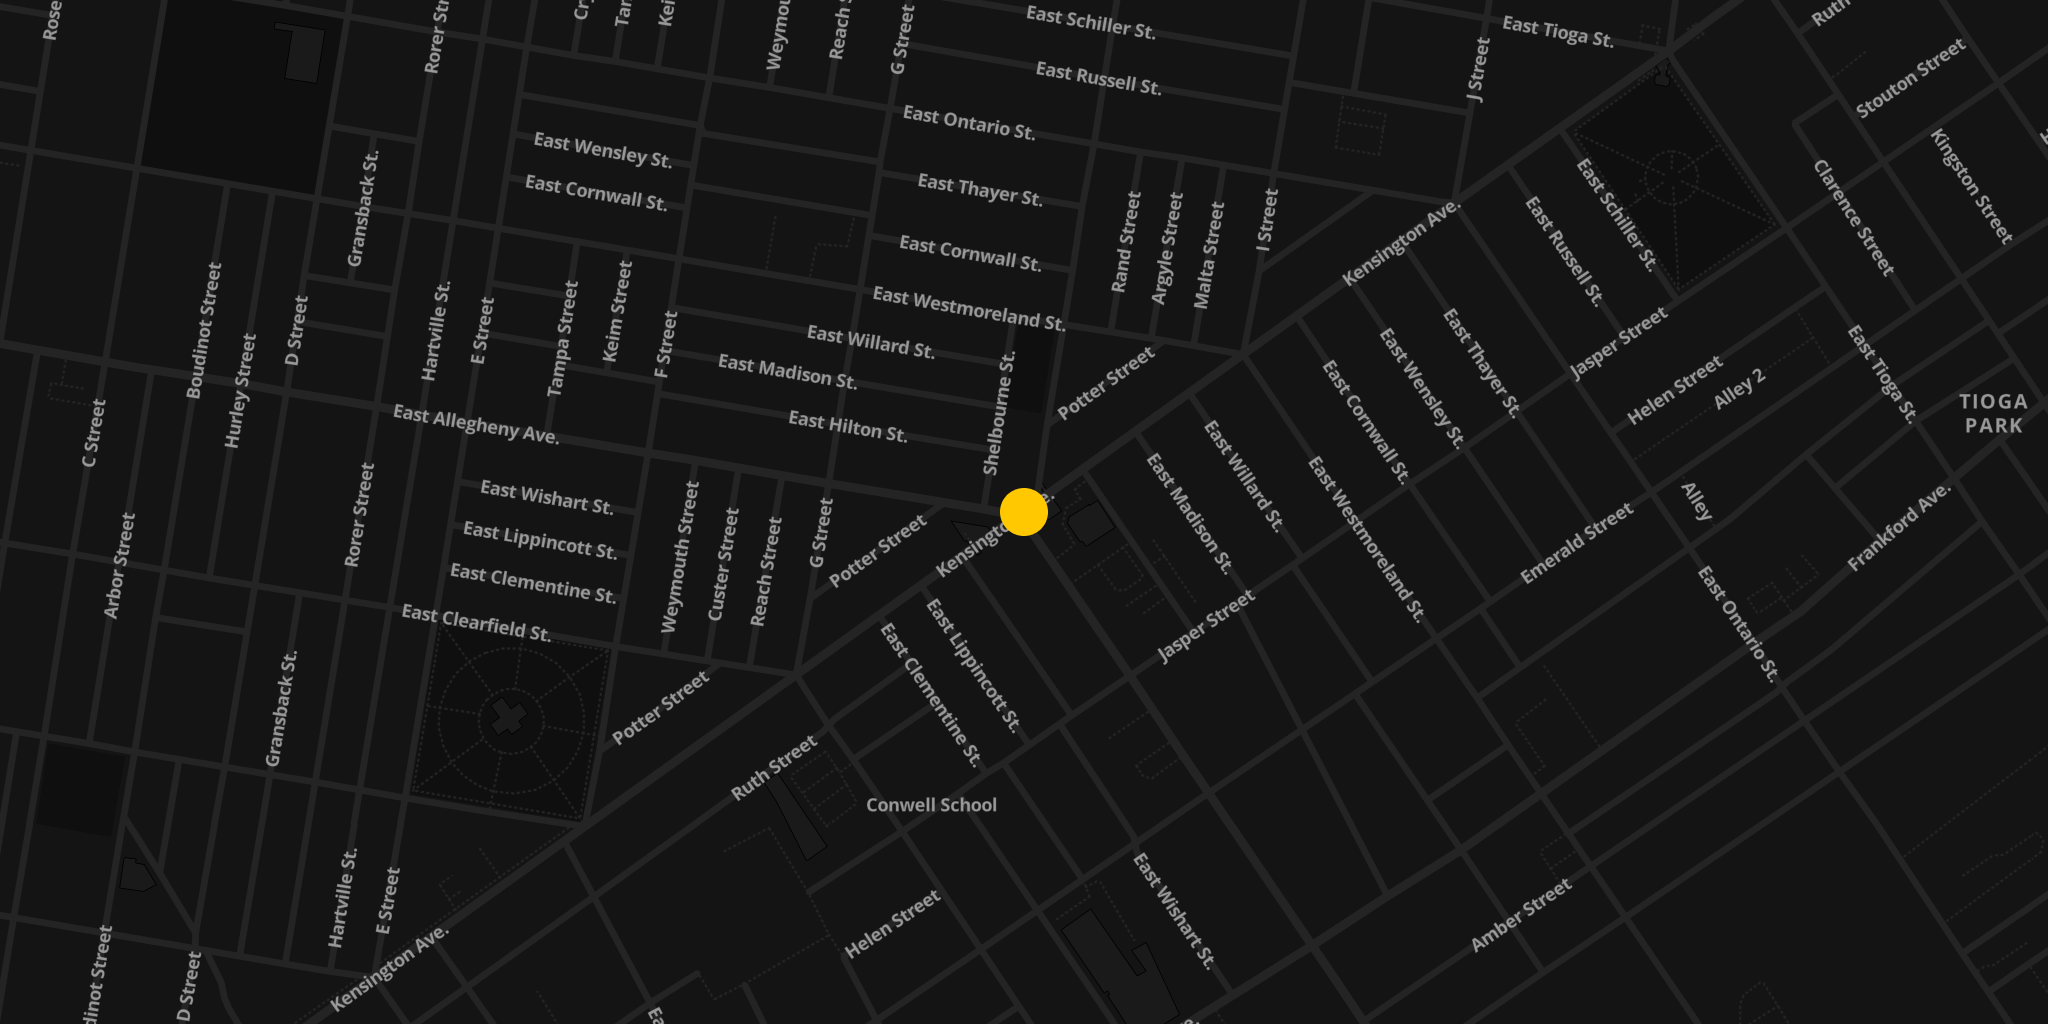 Rorer Street
Weymouth
G Street
East Schiller St.
East Tioga St.
Ruth
J Street
East Russell St.
Stouton Street
East Ontario St.
East Wensley St.
Kingston Street
Gransback St.
East Cornwall St.
East Thayer St.
Clarence Street
East Schiller St.
East Russell St.
Kensington Ave.
Rand Street
Argyle Street
Malta Street
I Street
East Cornwall St.
Boudinot Street
Hurley Street
D Street
Hartville St.
E Street
Tampa Street
Keim Street
F Street
East Westmoreland St.
East Willard St.
East Madison St.
East Hilton St.
Shelbourne St.
Potter Street
East Thayer St.
East Wensley St.
East Cornwall St.
Jasper Street
Helen Street
Alley 2
East Tioga St.
TIOGA
PARK
C Street
East Allegheny Ave.
East Willard St.
East Madison St.
East Westmoreland St.
Rorer Street
Arbor Street
East Wishart St.
East Lippincott St.
East Clementine St.
East Clearfield St.
Weymouth Street
Custer Street
Reach Street
G Street
Potter Street
Kensington
Alley
Emerald Street
Frankford Ave.
East Ontario St.
Jasper Street
East Lippincott St.
East Clementine St.
Gransback St.
Potter Street
Ruth Street
Conwell School
Hartville St.
E Street
Helen Street
East Wishart St.
Amber Street
Kensington Ave.
D Street
dinot Street